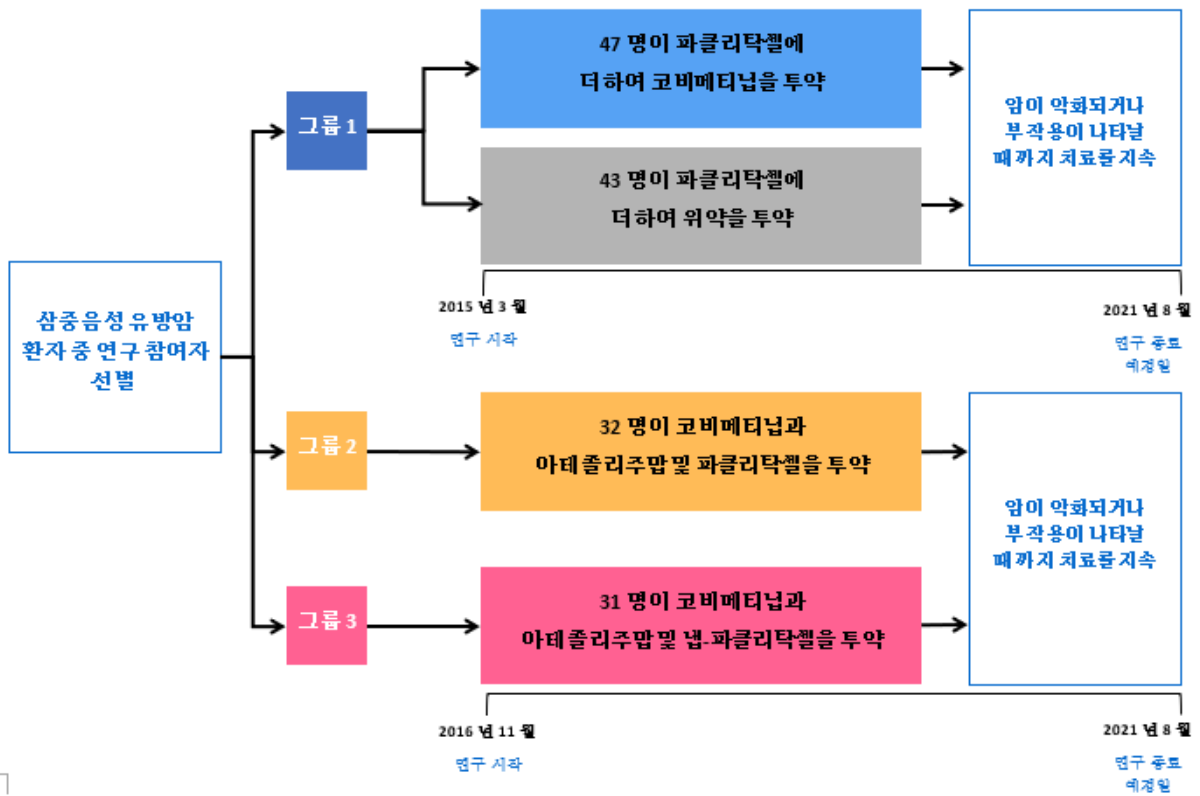 삼중음성 유방암
환자 중 연구 참여자
선별
그룹 1
47 명이 파클리탁셀에
더하여 코비메티닙을 투약
43 명이 파클리탁셀에
더하여 위약을 투약
암이 악화되거나
부작용이 나타날
때까지 치료를 지속
2015 년 3 월
연구 시작
2021 년 8 월
연구 종료
예정일
그룹 2
32 명이 코비메티닙과
아테졸리주맙 및 파클리탁셀을 투약
그룹 3
31 명이 코비메티닙과
아테졸리주맙 및 냅-파클리탁셀을 투약
암이 악화되거나
부작용이 나타날
때까지 치료를 지속
2016 년 11 월
연구 시작
2021 년 8 월
연구 종료
예정일